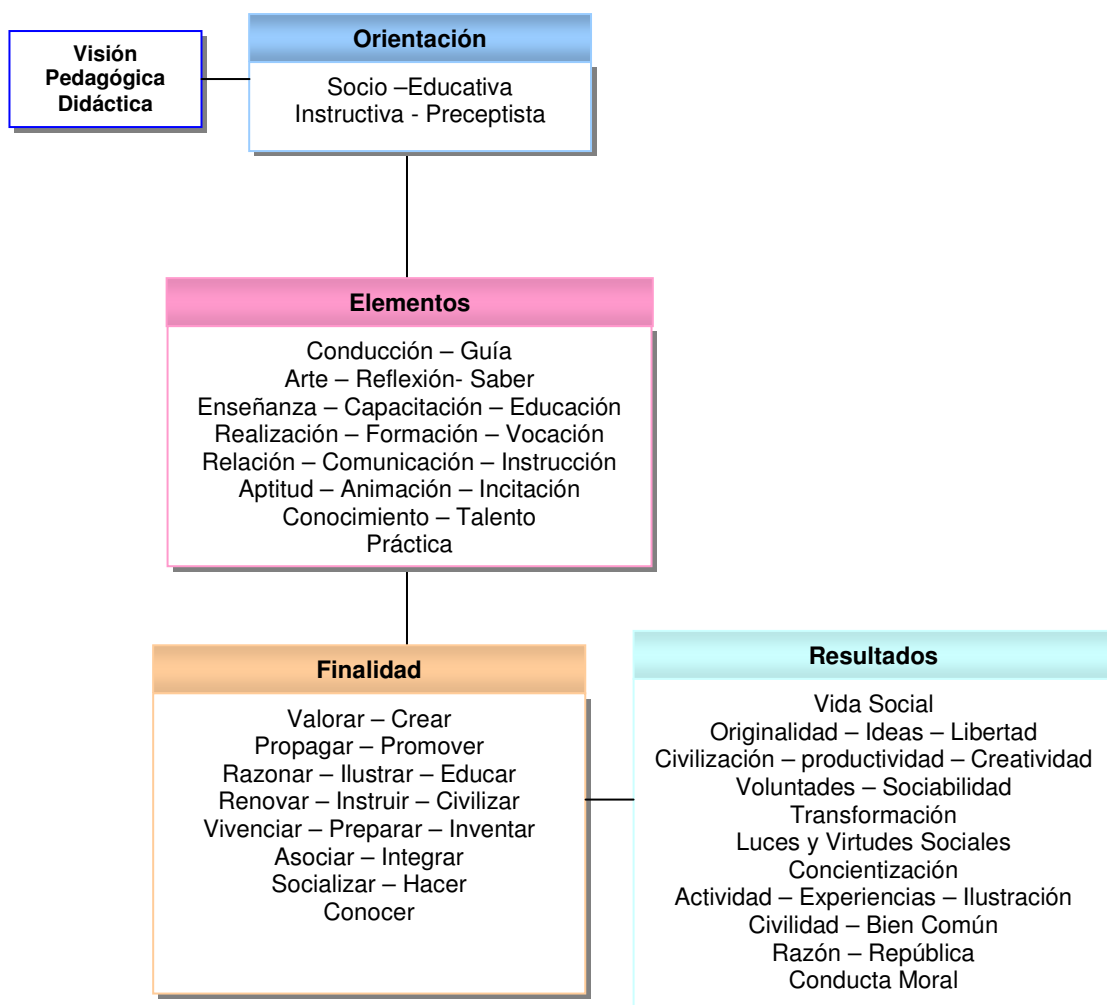 Visión
Pedagógica
Didáctica
Orientación
Socio –Educativa
Instructiva - Preceptista
Elementos
Conducción – Guía
Arte – Reflexión- Saber
Enseñanza – Capacitación – Educación
Realización – Formación – Vocación
Relación – Comunicación – Instrucción
Aptitud – Animación – Incitación
Conocimiento – Talento
Práctica
Finalidad
Valorar – Crear
Propagar – Promover
Razonar – Ilustrar – Educar
Renovar – Instruir – Civilizar
Vivenciar – Preparar – Inventar
Asociar – Integrar
Socializar – Hacer
Conocer
Resultados
Vida Social
Originalidad – Ideas – Libertad
Civilización – productividad – Creatividad
Voluntades – Sociabilidad
Transformación
Luces y Virtudes Sociales
Concientización
Actividad – Experiencias – Ilustración
Civilidad – Bien Común
Razón – República
Conducta Moral